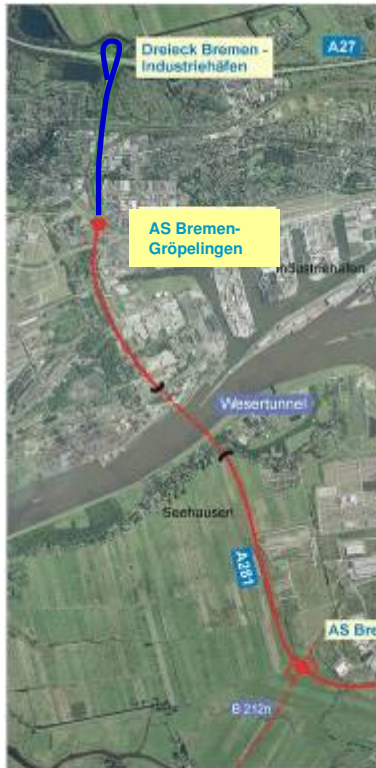 Dreieck Bremen -
Industriehäfen
A27
AS Bremen-
Gröpelingen
Industriehäfen
Wesertunnel
Seehausen
A281
AS Bre
B 212n